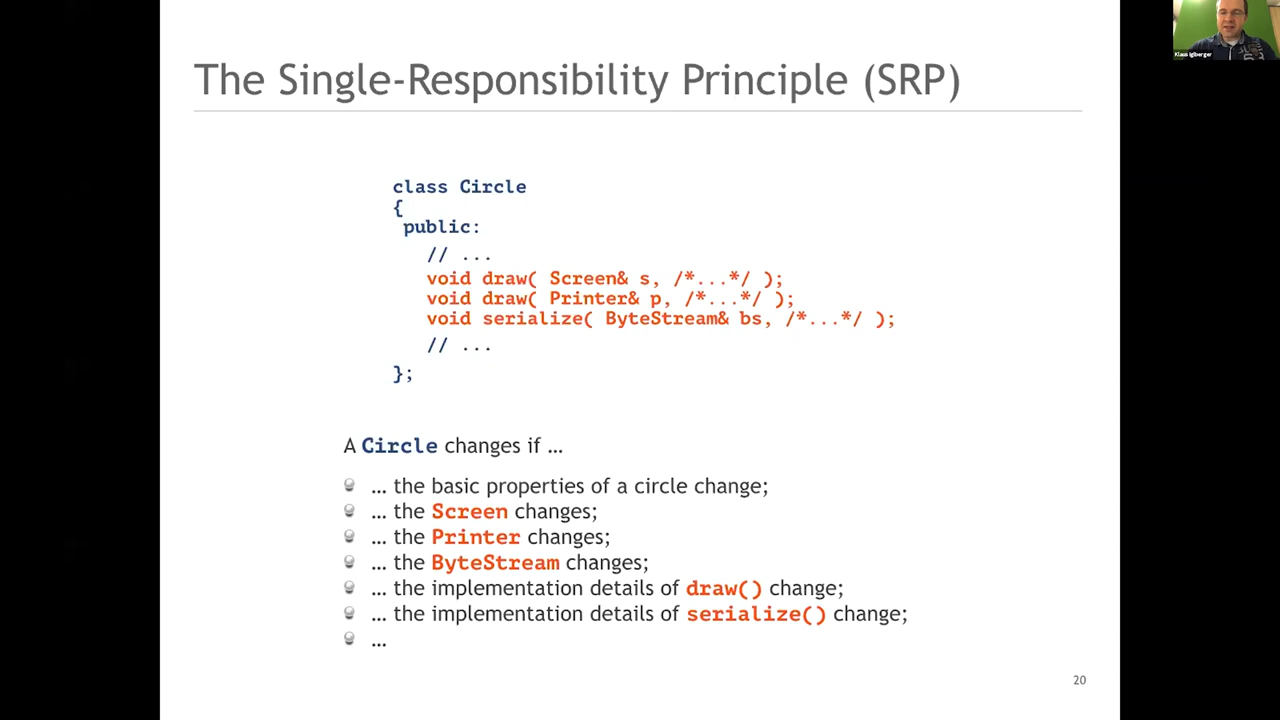 Klaus Iglberger
The Single-Responsibility Principle (SRP)
class Circle
{
public:
// ...
void draw( Screen& s, /*...*/ );
void draw( Printer& p, /*...*/ );
void serialize( ByteStream& bs, /*...*/ );
// ...
};
A Circle changes if …
… the basic properties of a circle change;
… the Screen changes;
… the Printer changes;
… the ByteStream changes;
… the implementation details of draw() change;
… the implementation details of serialize() change;
…
20